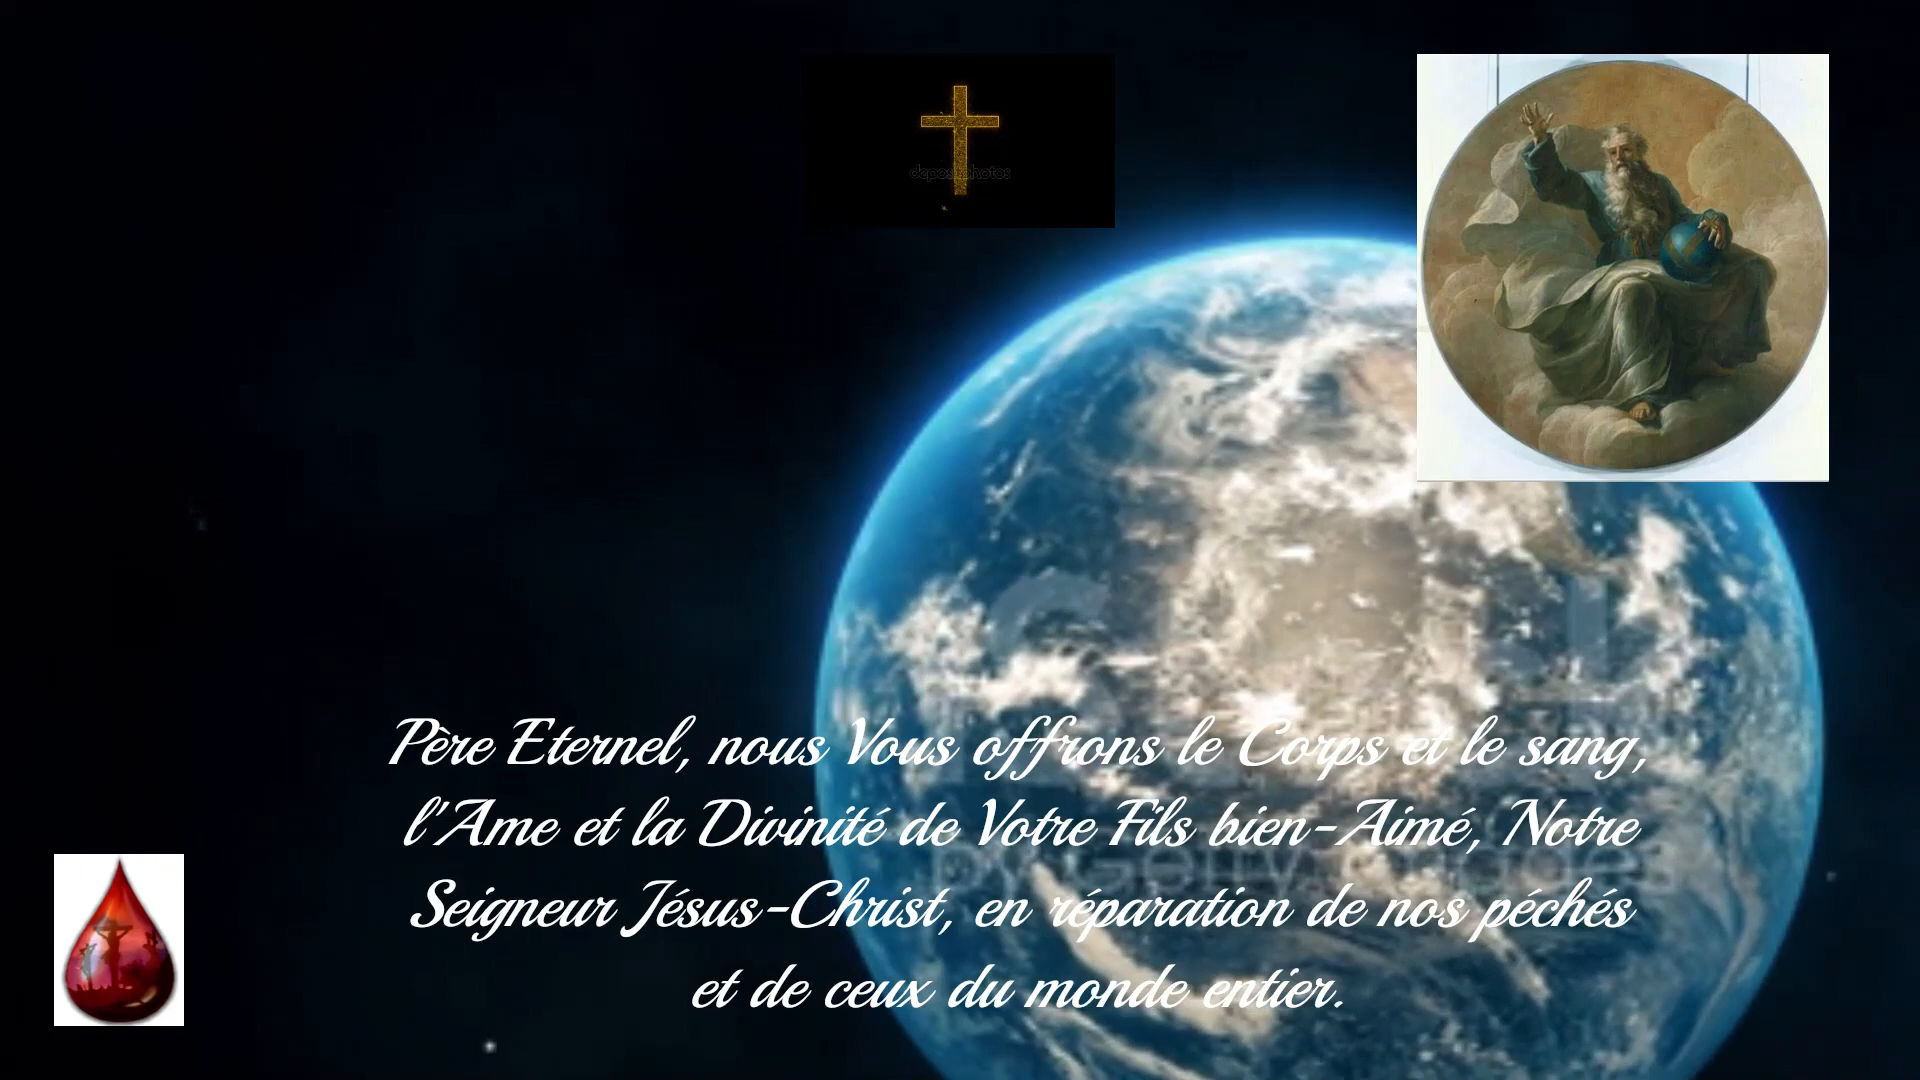 depositphotos
Père Eternel, nous Vous offrons le Corps et le sang,
l'Ame et la Divinité de Votre Fils bien-Aimé, Notre
Seigneur Jésus-Christ, en réparation de nos péchés
et de ceux du monde entier.